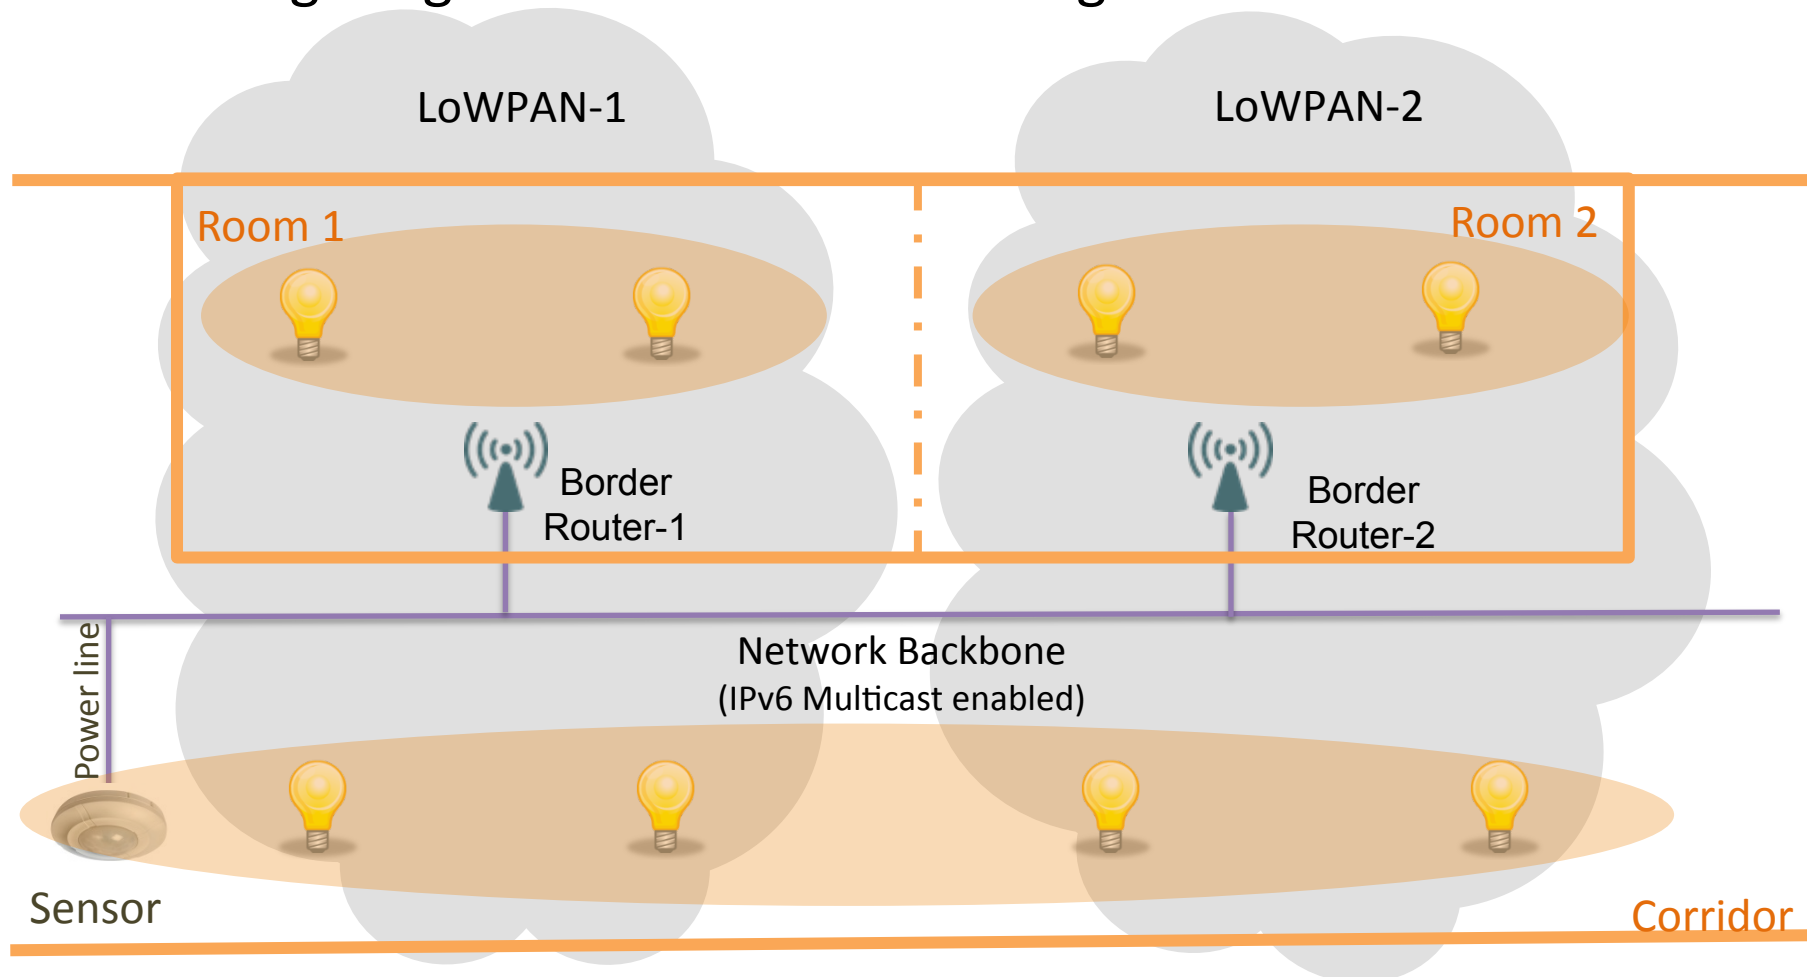 LoWPAN-1
LoWPAN-2
Room 1
Room 2
Border
Router-1
Border
Router-2
Power line
Network Backbone
(IPv6 Multicast enabled)
Sensor
Corridor